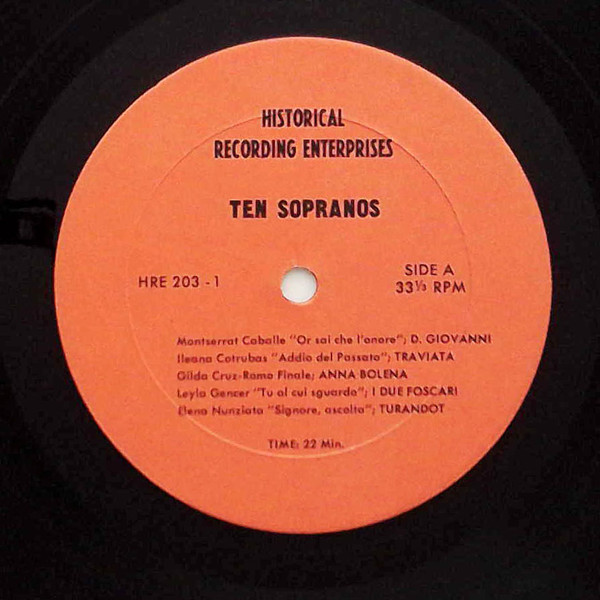 HISTORICAL
RECORDING ENTERPRISES
TEN SOPRANOS
HRE 203 - 1
SIDE A
33⅓ RPM
Montserrat Caballe "Or sai che l'onore"; D. GIOVANNI
Ileana Cotrubas "Addio del Passato"; TRAVIATA
Gilda Cruz-Romo Finale; ANNA BOLENA
Leyla Gencer "Tu al cui sguardo"; I DUE FOSCARI
Elena Nunziata "Signore, ascolta"; TURANDOT
TIME: 22 Min.